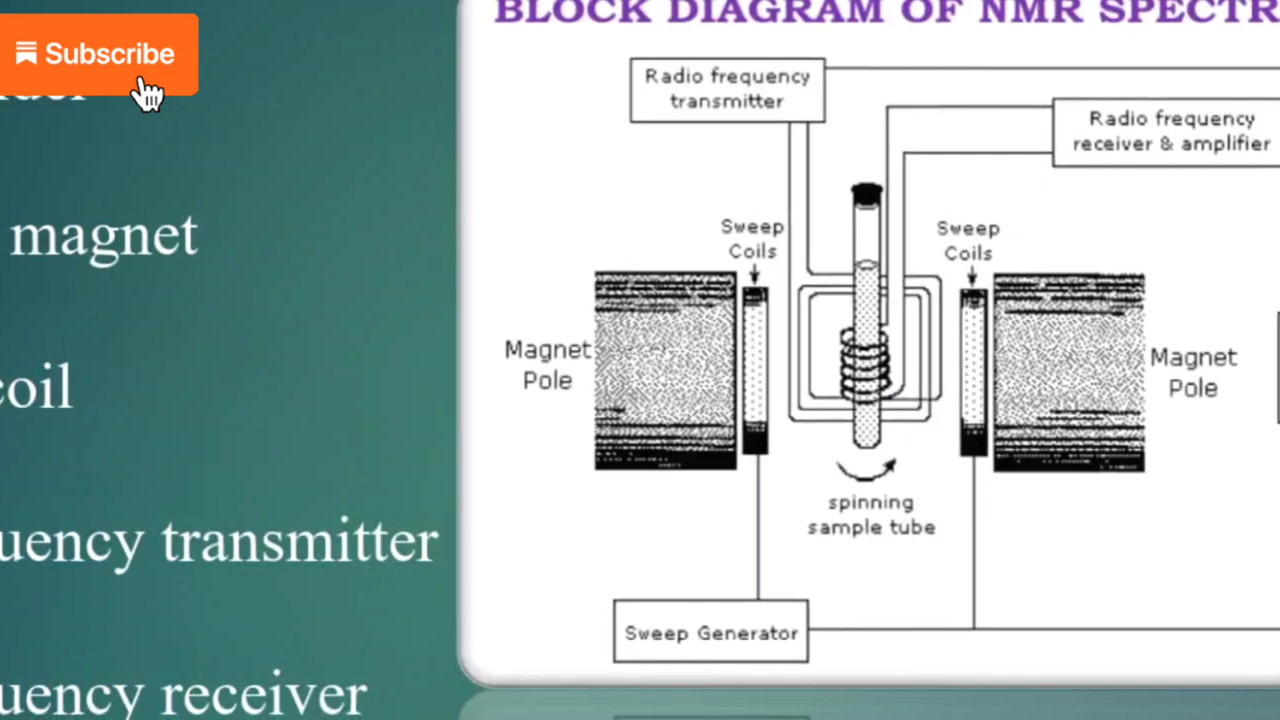 Subscribe
magnet
coil
uency transmitter
uency receiver
BLOCK DIAGRAM OF NMR SPECTR
Radio frequency
transmitter
Radio frequency
receiver & amplifier
Sweep
Coils
Sweep
Coils
Magnet
Pole
Magnet
Pole
spinning
sample tube
Sweep Generator